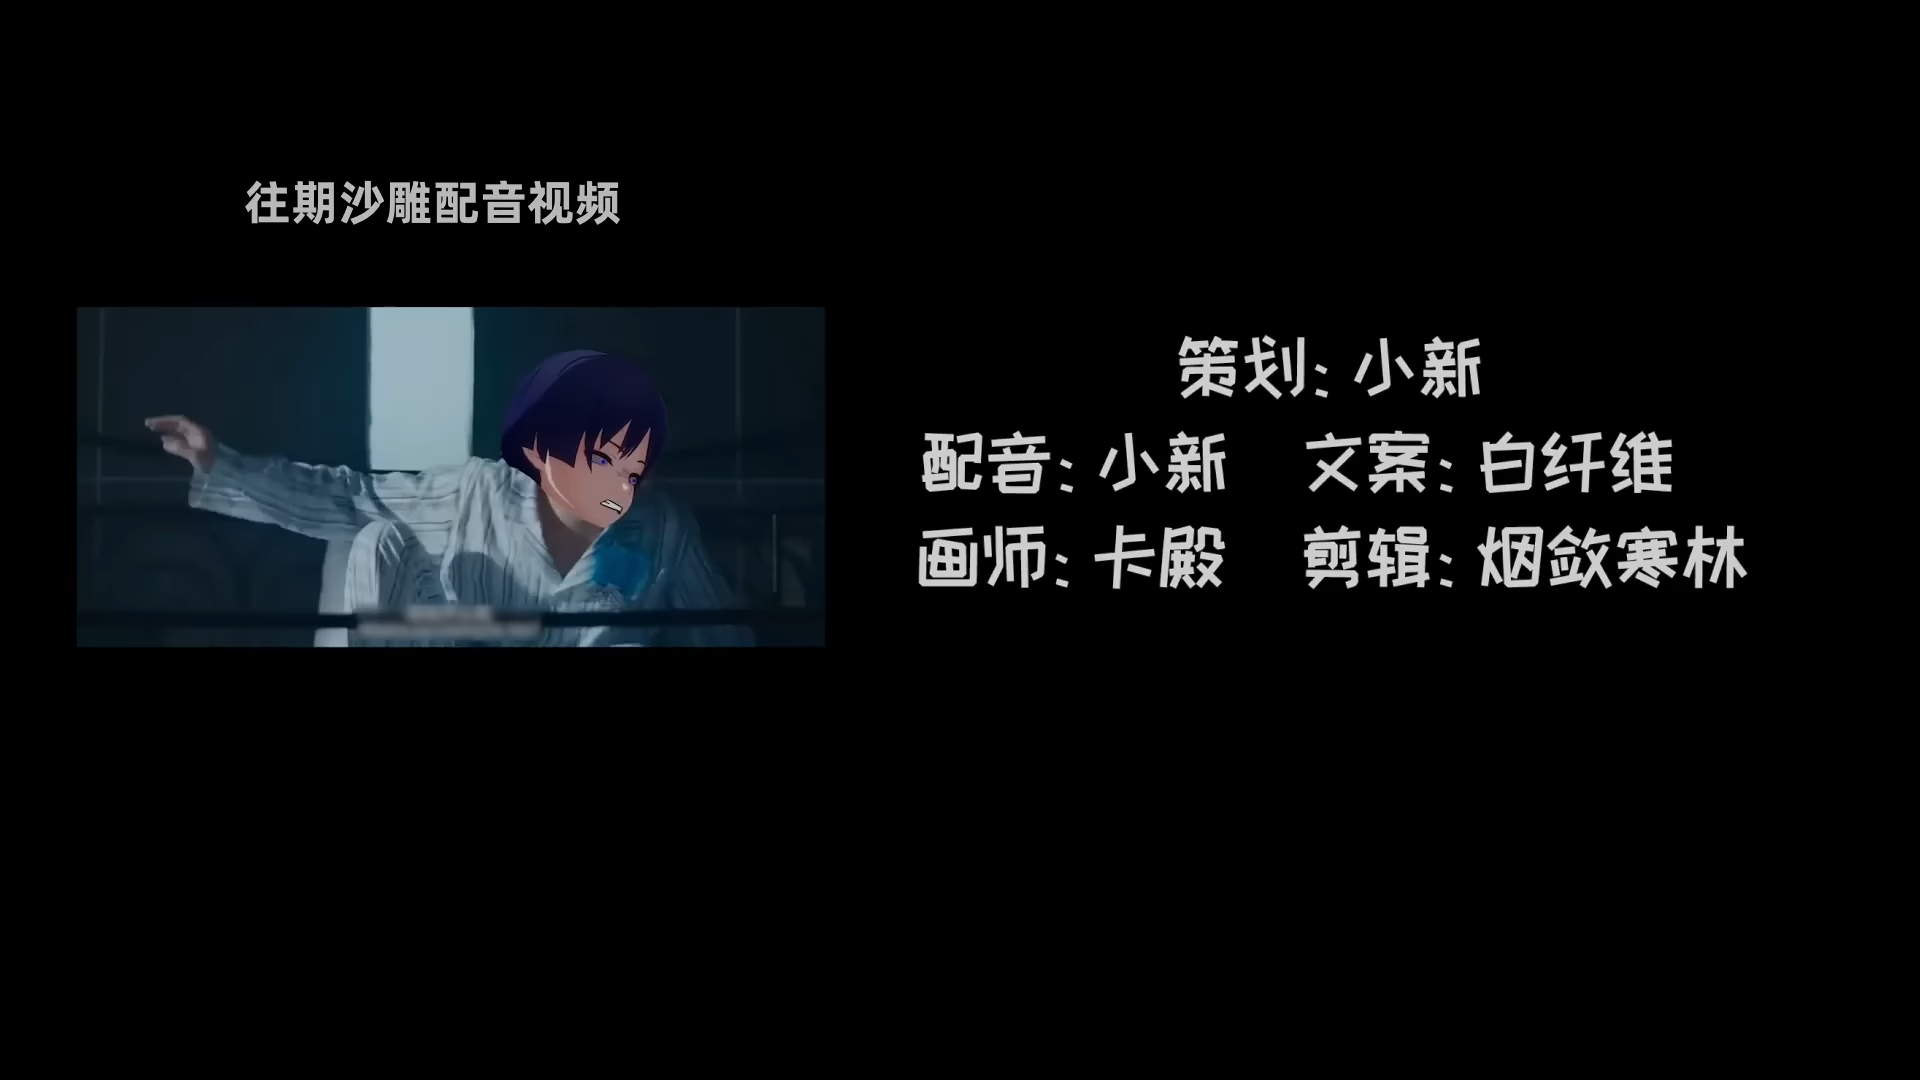 往期沙雕配音视频
策划: 小新
配音: 小新 文案: 白纤维
画师: 卡殿 剪辑: 烟敛寒林